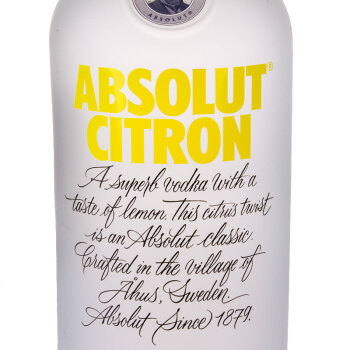 ABSOLUT®
ABSOLUT®
CITRON
A superb vodka with a
taste of lemon. This citrus twist
is an Absolut classic.
Crafted in the village of
Åhus, Sweden.
Absolut Since 1879.